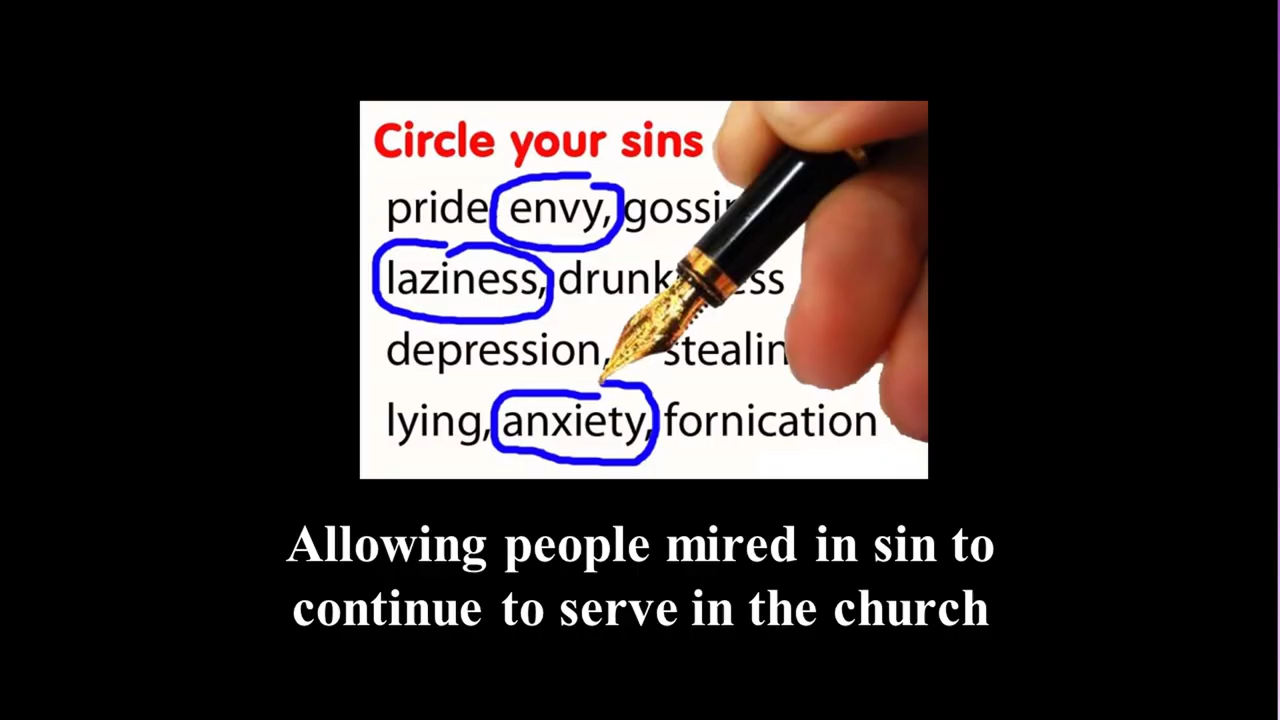 Circle your sins
pride, envy,
laziness,
depression,
lying, anxiety, fornication
Allowing people mired in sin to
continue to serve in the church